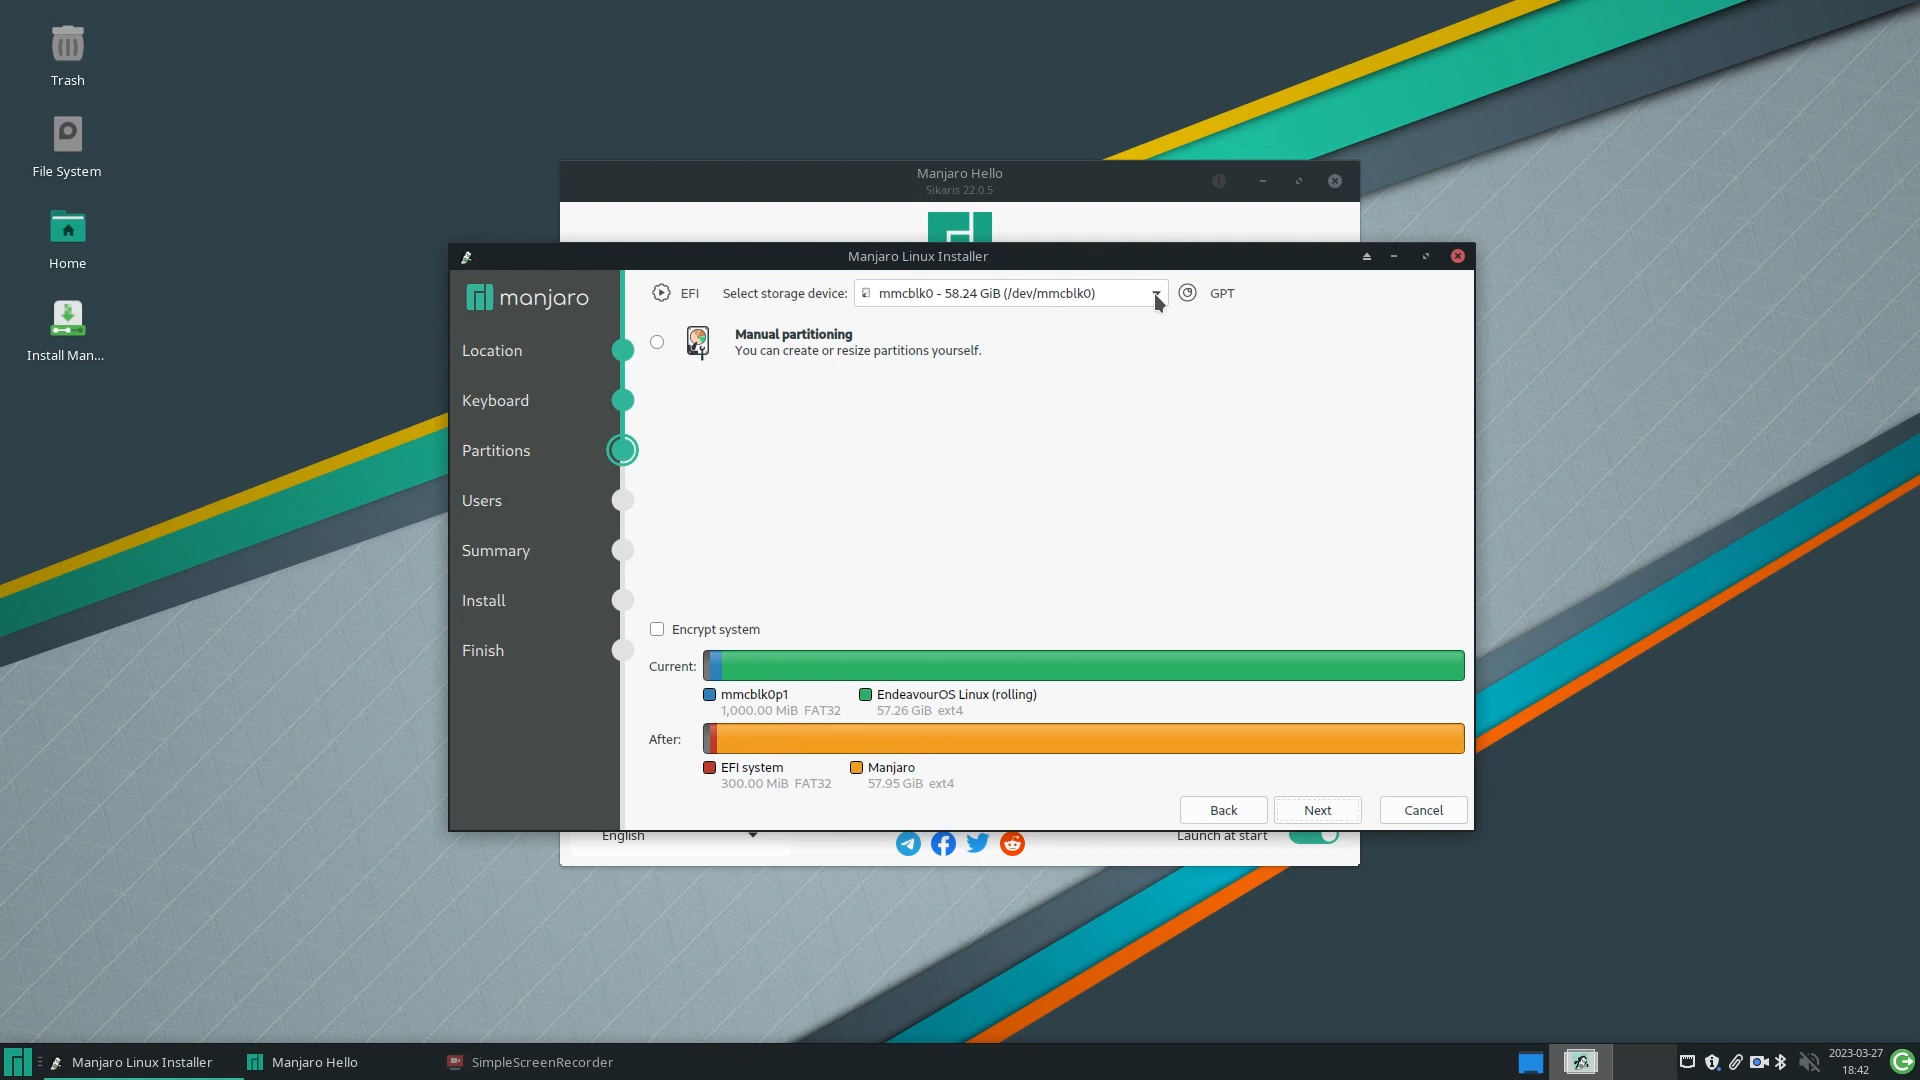 Trash
File System
Home
Install Man...
Manjaro Hello
Sikaris 22.0.5
Manjaro Linux Installer
manjaro
Location
Keyboard
Partitions
Users
Summary
Install
Finish
EFI
Select storage device:
mmcblk0 - 58.24 GiB (/dev/mmcblk0)
GPT
Manual partitioning
You can create or resize partitions yourself.
Encrypt system
Current:
mmcblk0p1
1,000.00 MiB FAT32
EndeavourOS Linux (rolling)
57.26 GiB ext4
After:
EFI system
300.00 MiB FAT32
Manjaro
57.95 GiB ext4
Back
Next
Cancel
English
Launch at start
Manjaro Linux Installer
Manjaro Hello
SimpleScreenRecorder
2023-03-27
18:42